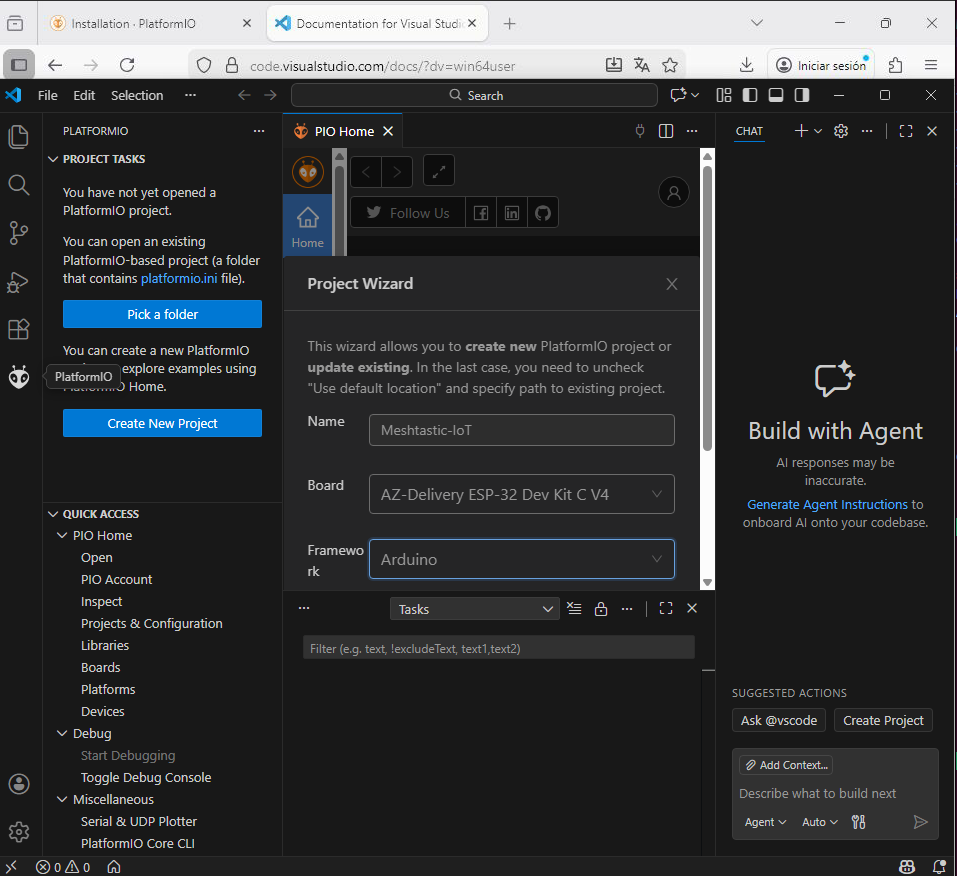 Installation · PlatformIO
Documentation for Visual Studi
code.visualstudio.com/docs/?dv=win64user
Iniciar sesión
File Edit Selection ···
Search
PLATFORMIO
PROJECT TASKS
You have not yet opened a
PlatformIO project.
You can open an existing
PlatformIO-based project (a folder
that contains platformio.ini file).
Pick a folder
You can create a new PlatformIO
explore examples using
PlatformIO
IO Home.
Create New Project
QUICK ACCESS
PIO Home
Open
PIO Account
Inspect
Projects & Configuration
Libraries
Boards
Platforms
Devices
Debug
Start Debugging
Toggle Debug Console
Miscellaneous
Serial & UDP Plotter
PlatformIO Core CLI
PIO Home
Home
Follow Us
Project Wizard
This wizard allows you to create new PlatformIO project or
update existing. In the last case, you need to uncheck
"Use default location" and specify path to existing project.
Name
Meshtastic-IoT
Board
AZ-Delivery ESP-32 Dev Kit C V4
Framewo
rk
Arduino
Tasks
Filter (e.g. text, !excludeText, text1,text2)
CHAT
Build with Agent
AI responses may be
inaccurate.
Generate Agent Instructions to
onboard AI onto your codebase.
SUGGESTED ACTIONS
Ask @vscode
Create Project
Add Context...
Describe what to build next
Agent
Auto
0 0